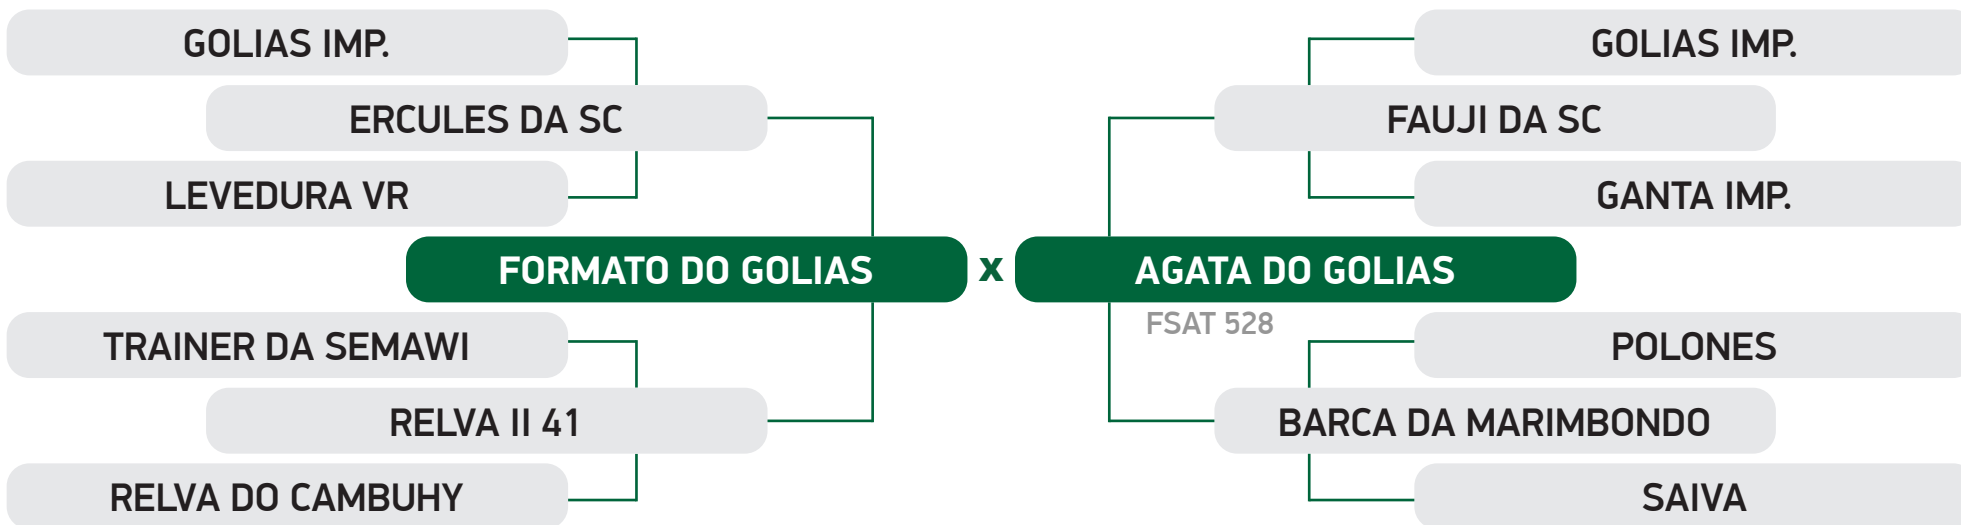 GOLIAS IMP.
GOLIAS IMP.
ERCULES DA SC
FAUJI DA SC
LEVEDURA VR
GANTA IMP.
FORMATO DO GOLIAS x AGATA DO GOLIAS
FSAT 528
TRAINER DA SEMAWI
POLONES
RELVA II 41
BARCA DA MARIMBONDO
RELVA DO CAMBUHY
SAIVA